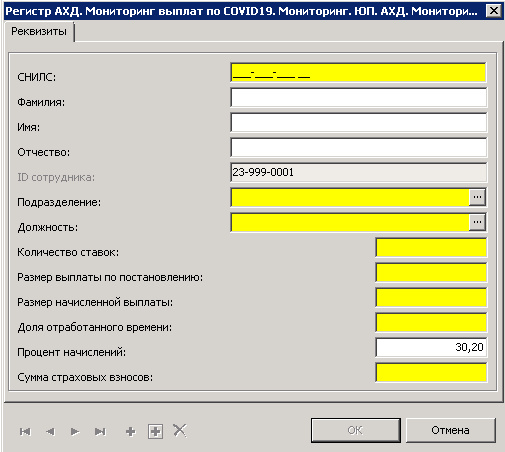 Регистр АХД. Мониторинг выплат по COVID19. Мониторинг. ЮП. АХД. Монитори...
Реквизиты
СНИЛС: ___-___-___ __
Фамилия:
Имя:
Отчество:
ID сотрудника: 23-999-0001
Подразделение: ...
Должность: ...
Количество ставок:
Размер выплаты по постановлению:
Размер начисленной выплаты:
Доля отработанного времени:
Процент начислений: 30,20
Сумма страховых взносов:
OK Отмена